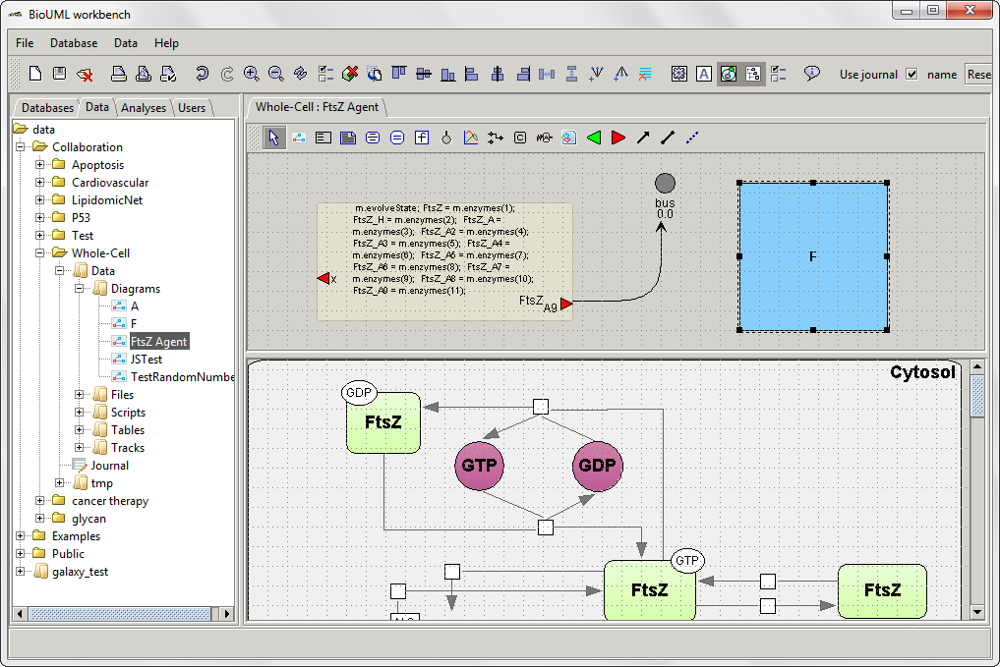 BioUML workbench
File Database Data Help
Use journal name Rese
Databases Data Analyses Users
data
Collaboration
Apoptosis
Cardiovascular
LipidomicNet
P53
Test
Whole-Cell
Data
Diagrams
A
F
FtsZ Agent
JSTest
TestRandomNumbe
Files
Scripts
Tables
Tracks
Journal
tmp
cancer therapy
glycan
Examples
Public
galaxy_test
Whole-Cell : FtsZ Agent
m.evolveState; FtsZ = m.enzymes(1);
FtsZ_H = m.enzymes(2); FtsZ_A =
m.enzymes(3); FtsZ_A2 = m.enzymes(4);
FtsZ_A3 = m.enzymes(5); FtsZ_A4 =
m.enzymes(6); FtsZ_A5 = m.enzymes(7);
FtsZ_A6 = m.enzymes(8); FtsZ_A7 =
m.enzymes(9); FtsZ_A8 = m.enzymes(10);
FtsZ_A9 = m.enzymes(11);
x
FtsZ_A9
bus
0.0
F
Cytosol
GDP
FtsZ
GTP
GDP
GTP
FtsZ
FtsZ